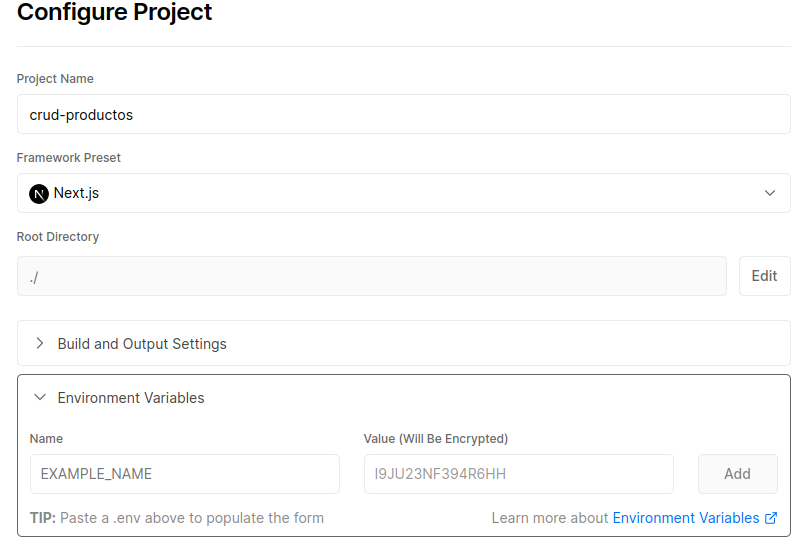 Configure Project
Project Name
crud-productos
Framework Preset
N Next.js
Root Directory
./
Edit
Build and Output Settings
Environment Variables
Name Value (Will Be Encrypted)
EXAMPLE_NAME I9JU23NF394R6HH Add
TIP: Paste a .env above to populate the form Learn more about Environment Variables